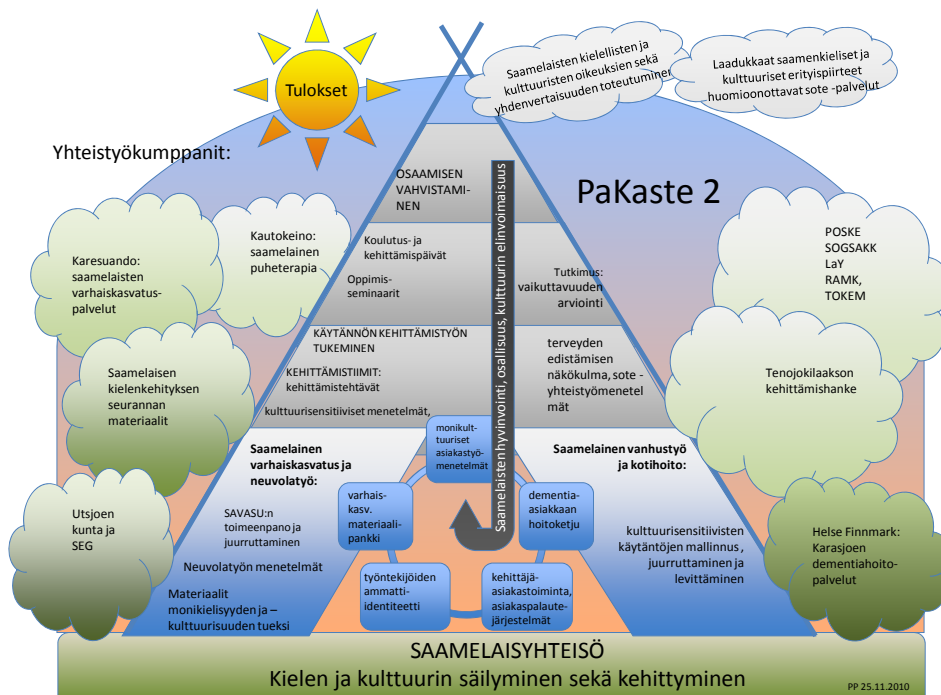 Tulokset
Saamelaisten kielellisten ja
kulttuuristen oikeuksien sekä
yhdenvertaisuuden toteutuminen
Laadukkaat saamenkieliset ja
kulttuuriset erityispiirteet
huomioonottavat sote -palvelut
Yhteistyökumppanit:
PaKaste 2
OSAAMISEN
VAHVISTAMI-
NEN
Koulutus- ja
kehittämispäivät
Oppimis-
seminaarit
Tutkimus:
vaikuttavuuden
arviointi
KÄYTÄNNÖN KEHITTÄMISTYÖN
TUKEMINEN
KEHITTÄMISTIIMIT:
kehittämistehtävät
kulttuurisensitiiviset menetelmät,
terveyden
edistämisen
näkökulma, sote -
yhteistyömenetel
mät
Saamelaisten hyvinvointi, osallisuus, kulttuurin elinvoimaisuus
Karesuando:
saamelaisten
varhaiskasvatus-
palvelut
Kautokeino:
saamelainen
puheterapia
Saamelaisen
kielenkehityksen
seurannan
materiaalit
Utsjoen
kunta ja
SEG
POSKE
SOGSAKK
LaY
RAMK,
TOKEM
Tenojokilaakson
kehittämishanke
Helse Finnmark:
Karasjoen
dementiahoito-
palvelut
Saamelainen
varhaiskasvatus ja
neuvolatyö:
SAVASU:n
toimeenpano ja
juurruttaminen
Neuvolatyön menetelmät
Materiaalit
monikielisyyden ja –
kulttuurisuuden tueksi
monikult-
tuuriset
asiakastyö-
menetelmät
varhais-
kasv.
materiaali-
pankki
dementia-
asiakkaan
hoitoketju
työntekijöiden
ammatti-
identiteetti
kehittäjä-
asiakastoiminta,
asiakaspalaute-
järjestelmät
Saamelainen vanhustyö
ja kotihoito:
kulttuurisensitiivisten
käytäntöjen mallinnus ,
juurruttaminen ja
levittäminen
SAAMELAISYHTEISÖ
Kielen ja kulttuurin säilyminen sekä kehittyminen
PP 25.11.2010